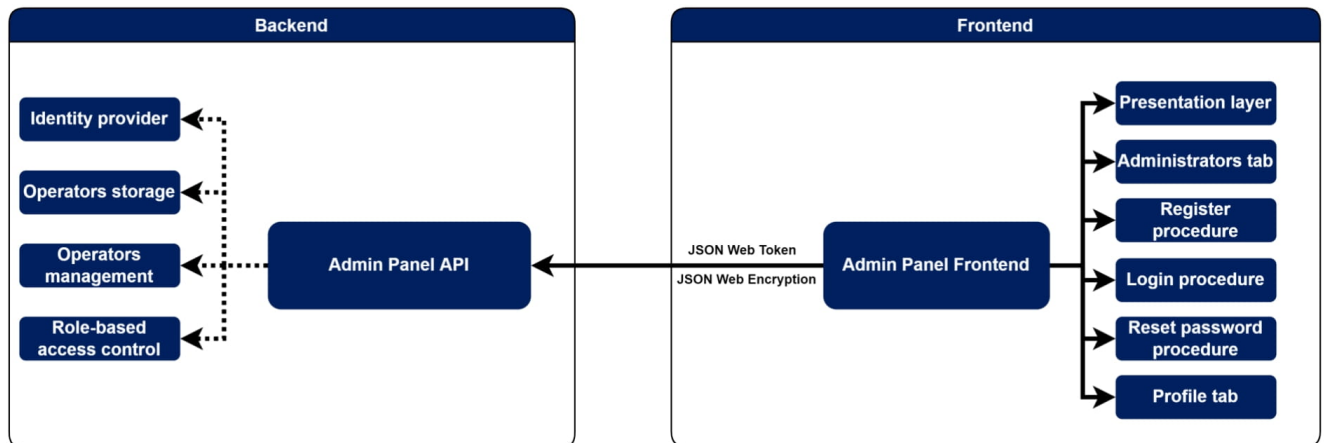 Backend
Identity provider
Operators storage
Operators
management
Role-based
access control
Admin Panel API
JSON Web Token
JSON Web Encryption
Frontend
Admin Panel Frontend
Presentation layer
Administrators tab
Register
procedure
Login procedure
Reset password
procedure
Profile tab